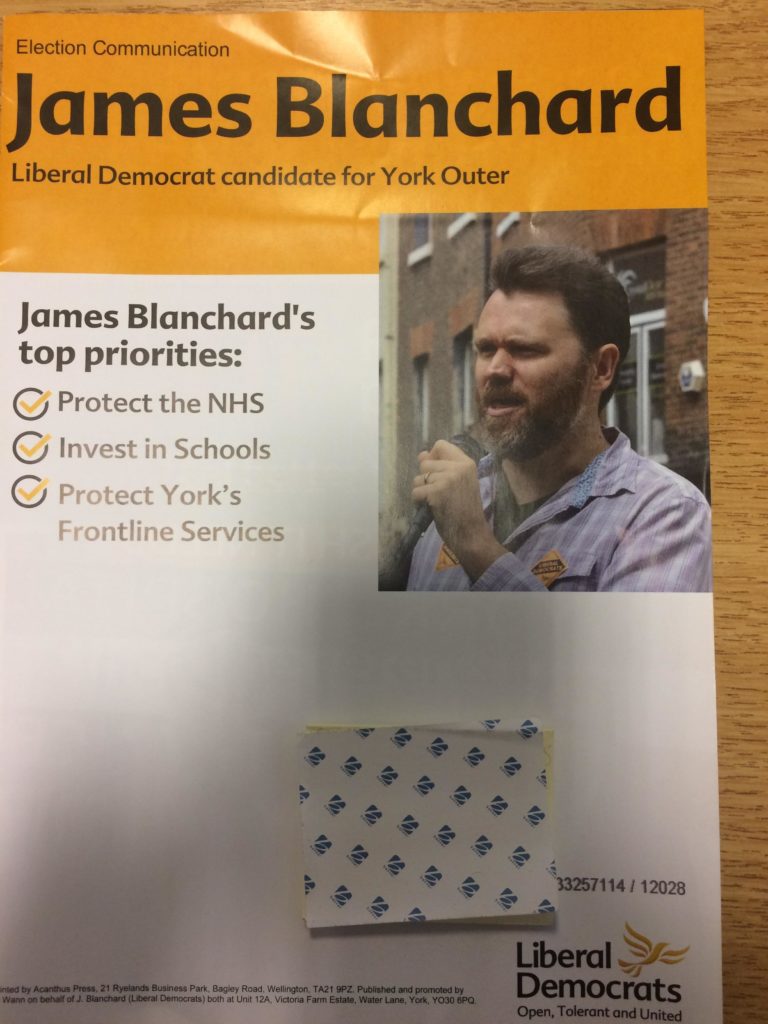 Election Communication
James Blanchard
Liberal Democrat candidate for York Outer
James Blanchard's
top priorities:
Protect the NHS
Invest in Schools
Protect York's
Frontline Services
LIBERAL
DEMOCRATS
33257114 / 12028
Liberal
Democrats
Open, Tolerant and United
inted by Acanthus Press, 21 Ryelands Business Park, Bagley Road, Wellington, TA21 9PZ. Published and promoted by
Wann on behalf of J. Blanchard (Liberal Democrats) both at Unit 12A, Victoria Farm Estate, Water Lane, York, YO30 6PQ.